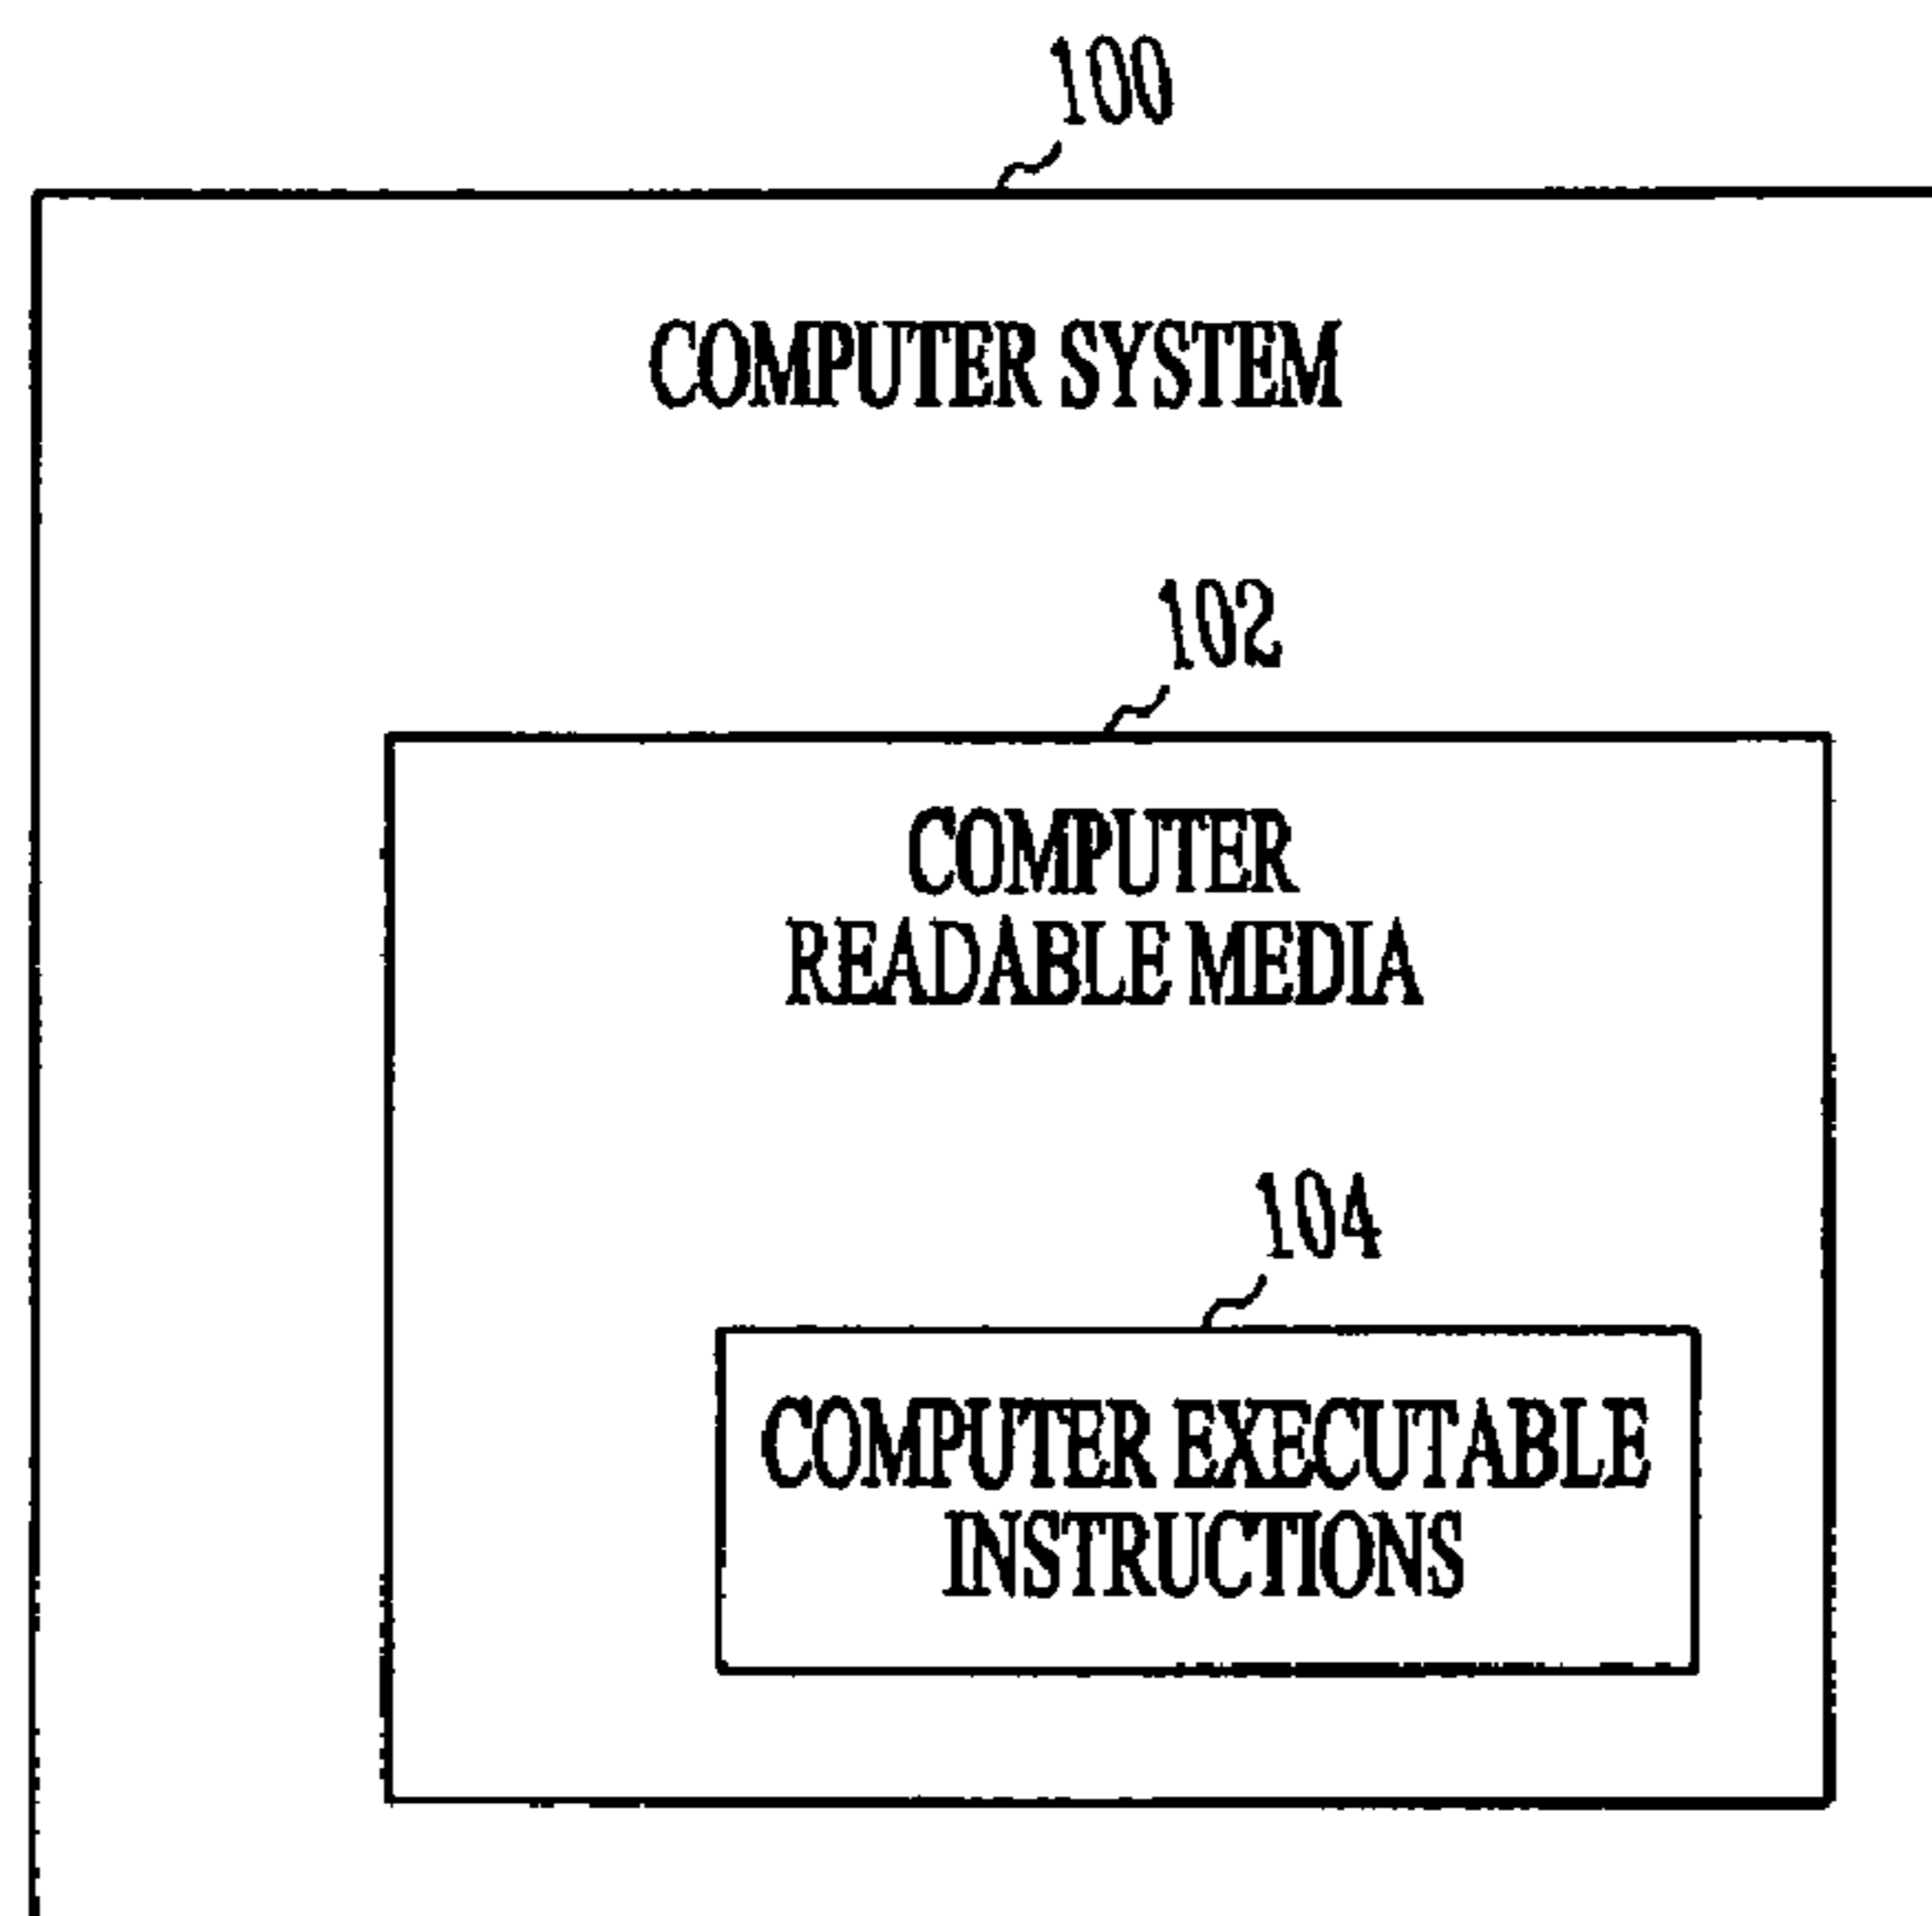 100
COMPUTER SYSTEM
102
COMPUTER
READABLE MEDIA
104
COMPUTER EXECUTABLE
INSTRUCTIONS